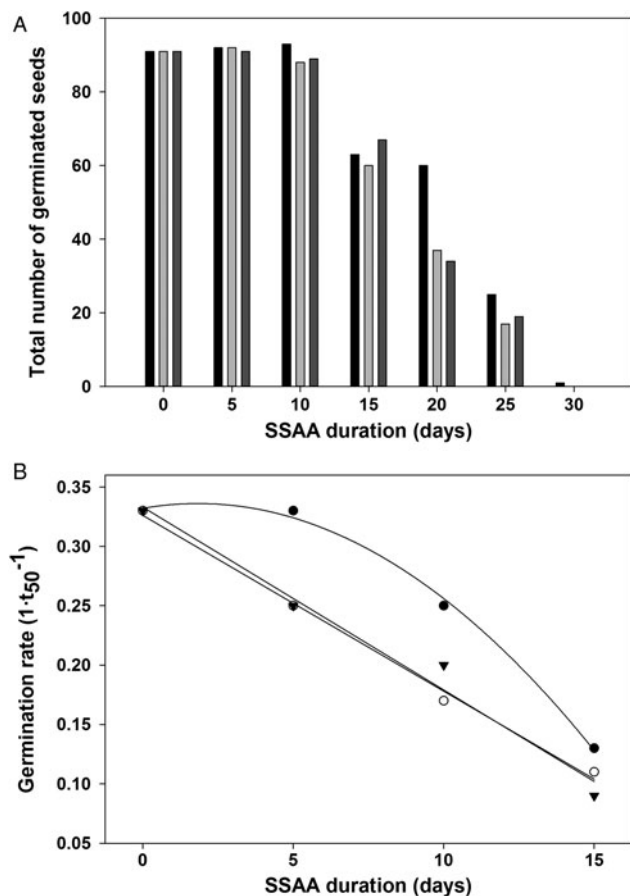 A
Total number of germinated seeds
100
80
60
40
20
0
0 5 10 15 20 25 30
SSAA duration (days)
B
Germination rate (1·t50⁻¹)
0.35
0.30
0.25
0.20
0.15
0.10
0.05
0 5 10 15
SSAA duration (days)